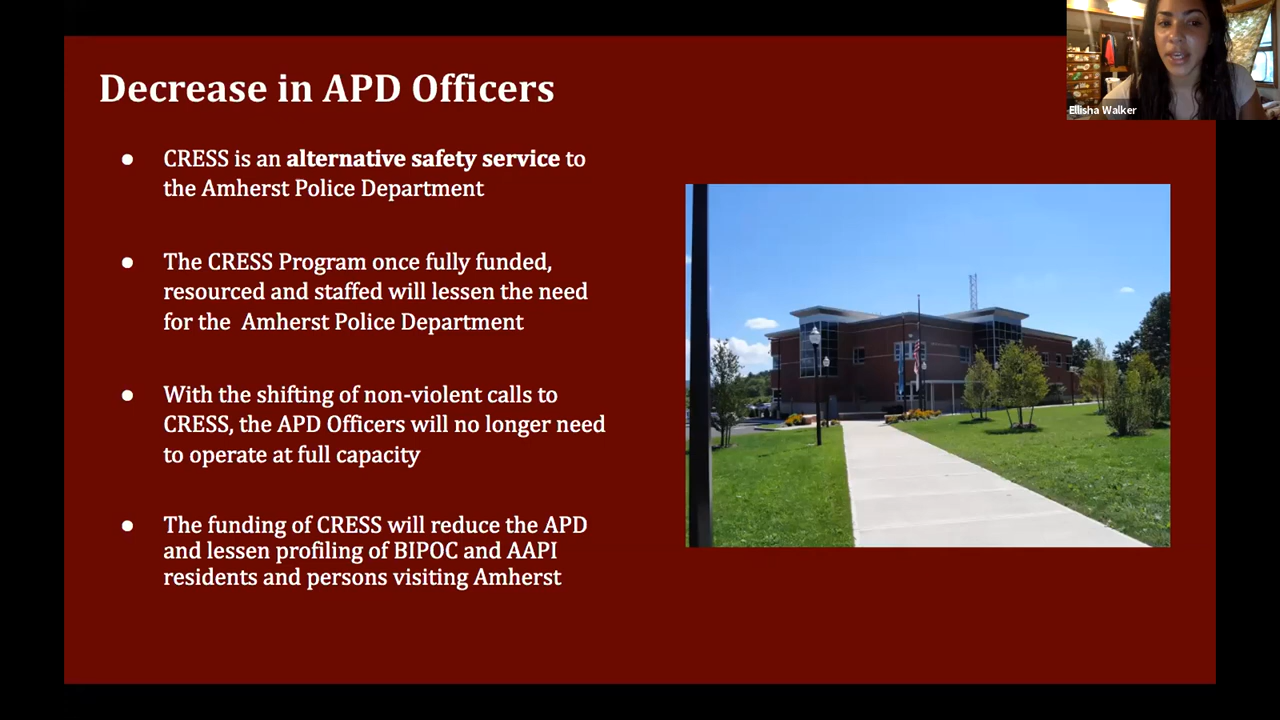 Decrease in APD Officers
Ellisha Walker
● CRESS is an alternative safety service to
the Amherst Police Department
● The CRESS Program once fully funded,
resourced and staffed will lessen the need
for the  Amherst Police Department
● With the shifting of non-violent calls to
CRESS, the APD Officers will no longer need
to operate at full capacity
● The funding of CRESS will reduce the APD
and lessen profiling of BIPOC and AAPI
residents and persons visiting Amherst